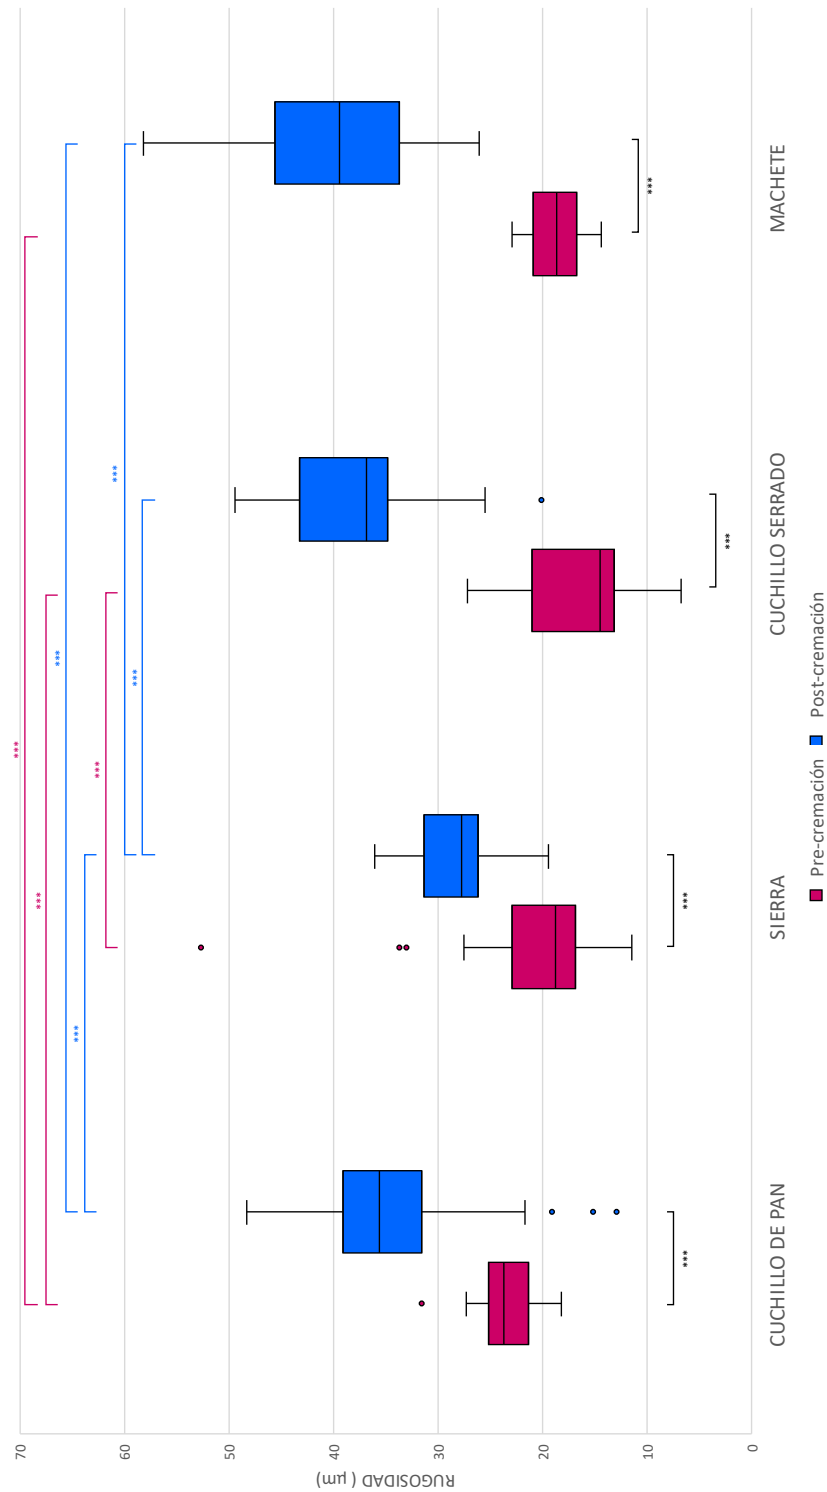 RUGOSIDAD ( µm)
70
60
50
40
30
20
10
0
***
***
***
***
***
***
***
***
***
***
***
***
CUCHILLO DE PAN
SIERRA
CUCHILLO SERRADO
MACHETE
Pre-cremación
Post-cremación